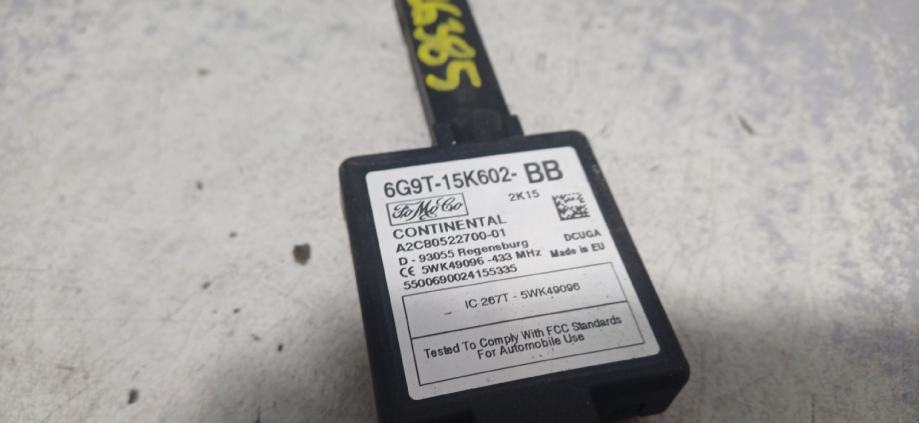 6385
6G9T-15K602- BB
FoMoCo
2K15
CONTINENTAL
A2C80522700-01
DCUGA
D - 93055 Regensburg
Made in EU
CE 5WK49096 -433 MHz
5500690024155335
IC 267T - 5WK49096
Tested To Comply With FCC Standards
For Automobile Use